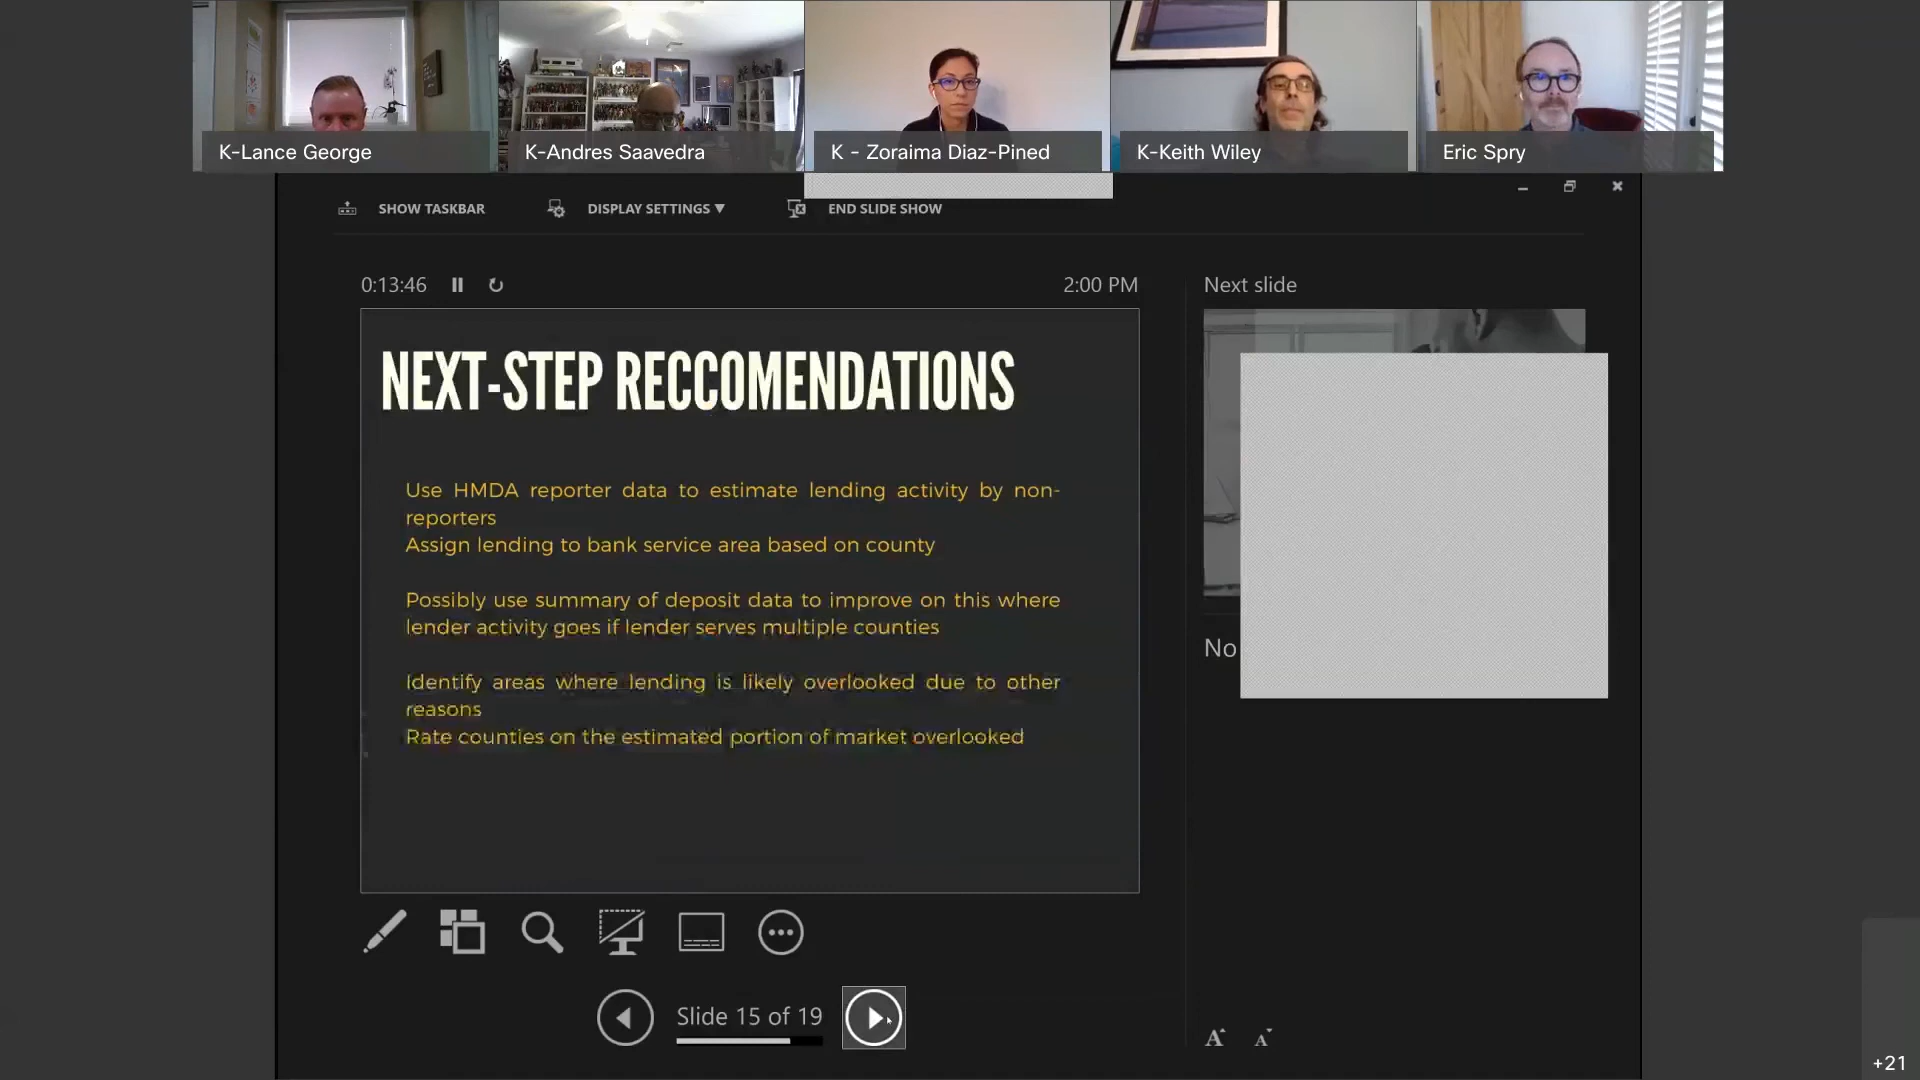 K-Lance George
K-Andres Saavedra
K - Zoraima Diaz-Pined
K-Keith Wiley
Eric Spry
SHOW TASKBAR
DISPLAY SETTINGS ▼
END SLIDE SHOW
0:13:46
2:00 PM
Next slide
NEXT-STEP RECCOMENDATIONS
Use HMDA reporter data to estimate lending activity by non-
reporters
Assign lending to bank service area based on county
Possibly use summary of deposit data to improve on this where
lender activity goes if lender serves multiple counties
Identify areas where lending is likely overlooked due to other
reasons
Rate counties on the estimated portion of market overlooked
No
Slide 15 of 19
A A
+21